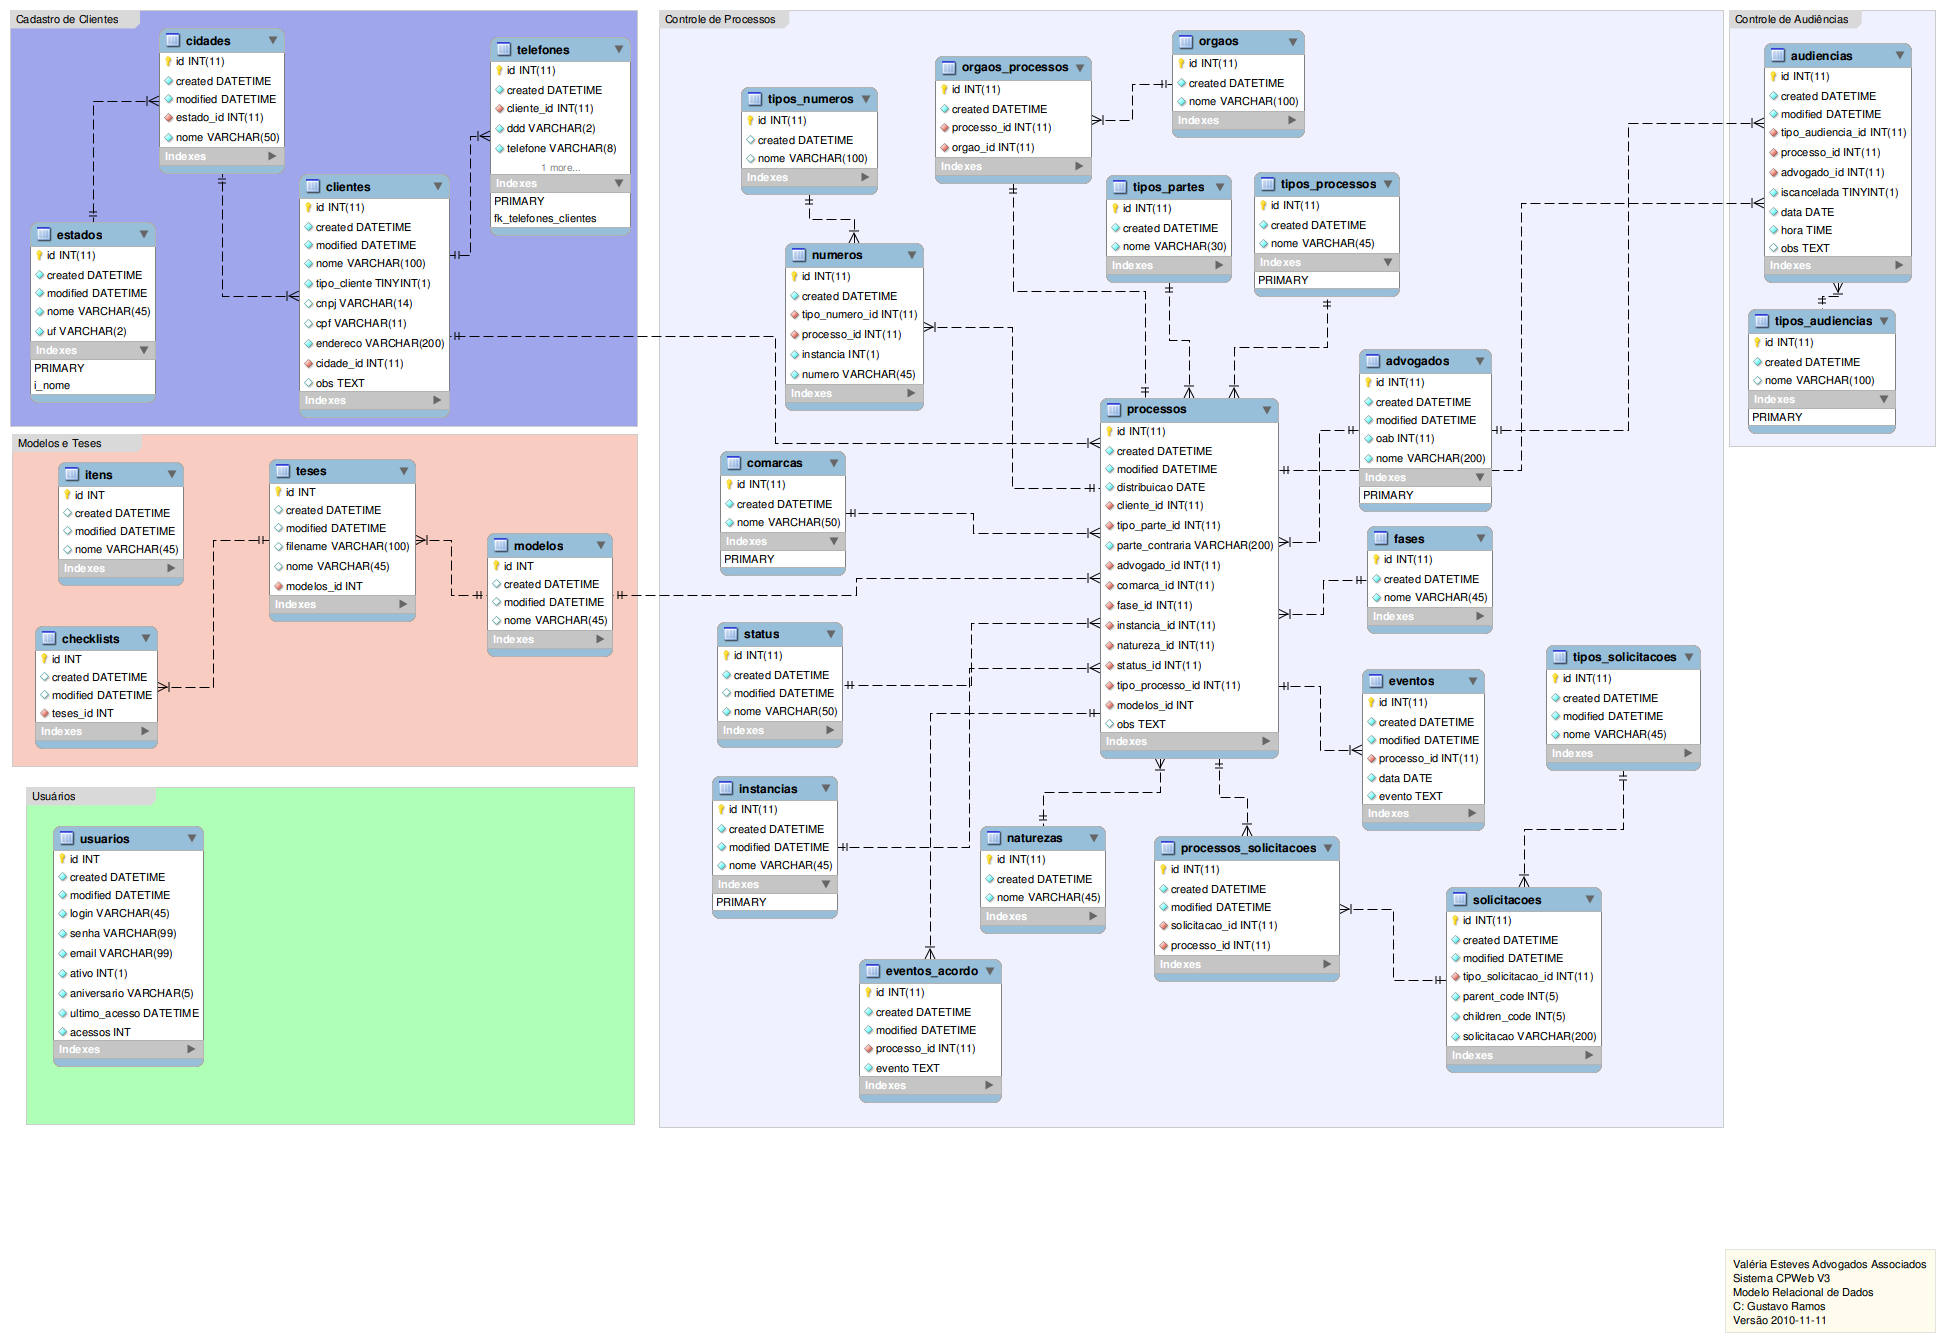 Cadastro de Clientes
cidades
id INT(11)
created DATETIME
modified DATETIME
estado_id INT(11)
nome VARCHAR(50)
Indexes
telefones
id INT(11)
created DATETIME
cliente_id INT(11)
ddd VARCHAR(2)
telefone VARCHAR(8)
1 more...
Indexes
PRIMARY
fk_telefones_clientes
estados
id INT(11)
created DATETIME
modified DATETIME
nome VARCHAR(45)
uf VARCHAR(2)
Indexes
PRIMARY
i_nome
clientes
id INT(11)
created DATETIME
modified DATETIME
nome VARCHAR(100)
tipo_cliente TINYINT(1)
cnpj VARCHAR(14)
cpf VARCHAR(11)
endereco VARCHAR(200)
cidade_id INT(11)
obs TEXT
Indexes
Modelos e Teses
itens
id INT
created DATETIME
modified DATETIME
nome VARCHAR(45)
Indexes
teses
id INT
created DATETIME
modified DATETIME
filename VARCHAR(100)
nome VARCHAR(45)
modelos_id INT
Indexes
modelos
id INT
created DATETIME
modified DATETIME
nome VARCHAR(45)
Indexes
checklists
id INT
created DATETIME
modified DATETIME
teses_id INT
Indexes
Usuários
usuarios
id INT
created DATETIME
modified DATETIME
login VARCHAR(45)
senha VARCHAR(99)
email VARCHAR(99)
ativo INT(1)
aniversario VARCHAR(5)
ultimo_acesso DATETIME
acessos INT
Indexes
Controle de Processos
tipos_numeros
id INT(11)
created DATETIME
nome VARCHAR(100)
Indexes
orgaos_processos
id INT(11)
created DATETIME
processo_id INT(11)
orgao_id INT(11)
Indexes
orgaos
id INT(11)
created DATETIME
nome VARCHAR(100)
Indexes
tipos_partes
id INT(11)
created DATETIME
nome VARCHAR(30)
Indexes
tipos_processos
id INT(11)
created DATETIME
nome VARCHAR(45)
Indexes
PRIMARY
numeros
id INT(11)
created DATETIME
tipo_numero_id INT(11)
processo_id INT(11)
instancia INT(1)
numero VARCHAR(45)
Indexes
advogados
id INT(11)
created DATETIME
modified DATETIME
oab INT(11)
nome VARCHAR(200)
Indexes
PRIMARY
processos
id INT(11)
created DATETIME
modified DATETIME
distribuicao DATE
cliente_id INT(11)
tipo_parte_id INT(11)
parte_contraria VARCHAR(200)
advogado_id INT(11)
comarca_id INT(11)
fase_id INT(11)
instancia_id INT(11)
natureza_id INT(11)
status_id INT(11)
tipo_processo_id INT(11)
modelos_id INT
obs TEXT
Indexes
comarcas
id INT(11)
created DATETIME
nome VARCHAR(50)
Indexes
PRIMARY
fases
id INT(11)
created DATETIME
nome VARCHAR(45)
Indexes
status
id INT(11)
created DATETIME
modified DATETIME
nome VARCHAR(50)
Indexes
eventos
id INT(11)
created DATETIME
modified DATETIME
processo_id INT(11)
data DATE
evento TEXT
Indexes
tipos_solicitacoes
id INT(11)
created DATETIME
modified DATETIME
nome VARCHAR(45)
Indexes
instancias
id INT(11)
created DATETIME
modified DATETIME
nome VARCHAR(45)
Indexes
PRIMARY
naturezas
id INT(11)
created DATETIME
nome VARCHAR(45)
Indexes
processos_solicitacoes
id INT(11)
created DATETIME
modified DATETIME
solicitacao_id INT(11)
processo_id INT(11)
Indexes
solicitacoes
id INT(11)
created DATETIME
modified DATETIME
tipo_solicitacao_id INT(11)
parent_code INT(5)
children_code INT(5)
solicitacao VARCHAR(200)
Indexes
eventos_acordo
id INT(11)
created DATETIME
modified DATETIME
processo_id INT(11)
evento TEXT
Indexes
Controle de Audiências
audiencias
id INT(11)
created DATETIME
modified DATETIME
tipo_audiencia_id INT(11)
processo_id INT(11)
advogado_id INT(11)
iscancelada TINYINT(1)
data DATE
hora TIME
obs TEXT
Indexes
tipos_audiencias
id INT(11)
created DATETIME
nome VARCHAR(100)
Indexes
PRIMARY
Valéria Esteves Advogados Associados
Sistema CPWeb V3
Modelo Relacional de Dados
C: Gustavo Ramos
Versão 2010-11-11